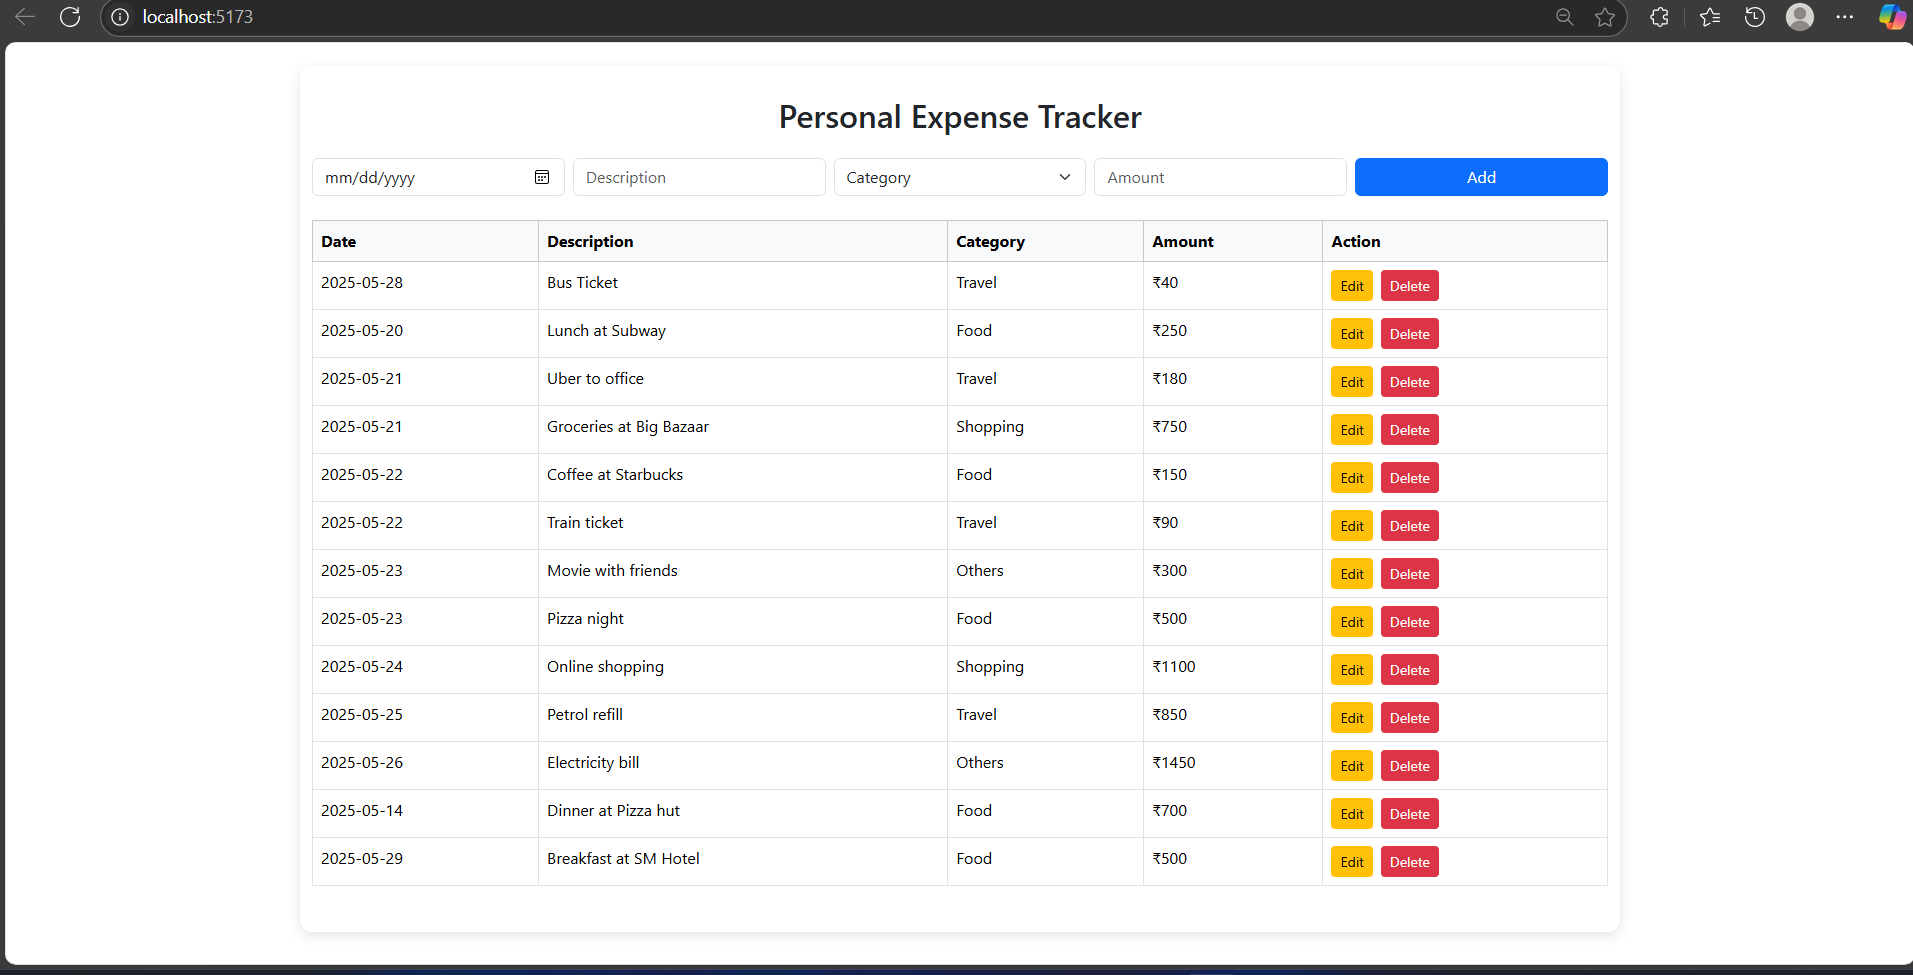 localhost:5173
Personal Expense Tracker
mm/dd/yyyy Description Category Amount Add
Date Description Category Amount Action
2025-05-28 Bus Ticket Travel ₹40 Edit Delete
2025-05-20 Lunch at Subway Food ₹250 Edit Delete
2025-05-21 Uber to office Travel ₹180 Edit Delete
2025-05-21 Groceries at Big Bazaar Shopping ₹750 Edit Delete
2025-05-22 Coffee at Starbucks Food ₹150 Edit Delete
2025-05-22 Train ticket Travel ₹90 Edit Delete
2025-05-23 Movie with friends Others ₹300 Edit Delete
2025-05-23 Pizza night Food ₹500 Edit Delete
2025-05-24 Online shopping Shopping ₹1100 Edit Delete
2025-05-25 Petrol refill Travel ₹850 Edit Delete
2025-05-26 Electricity bill Others ₹1450 Edit Delete
2025-05-14 Dinner at Pizza hut Food ₹700 Edit Delete
2025-05-29 Breakfast at SM Hotel Food ₹500 Edit Delete